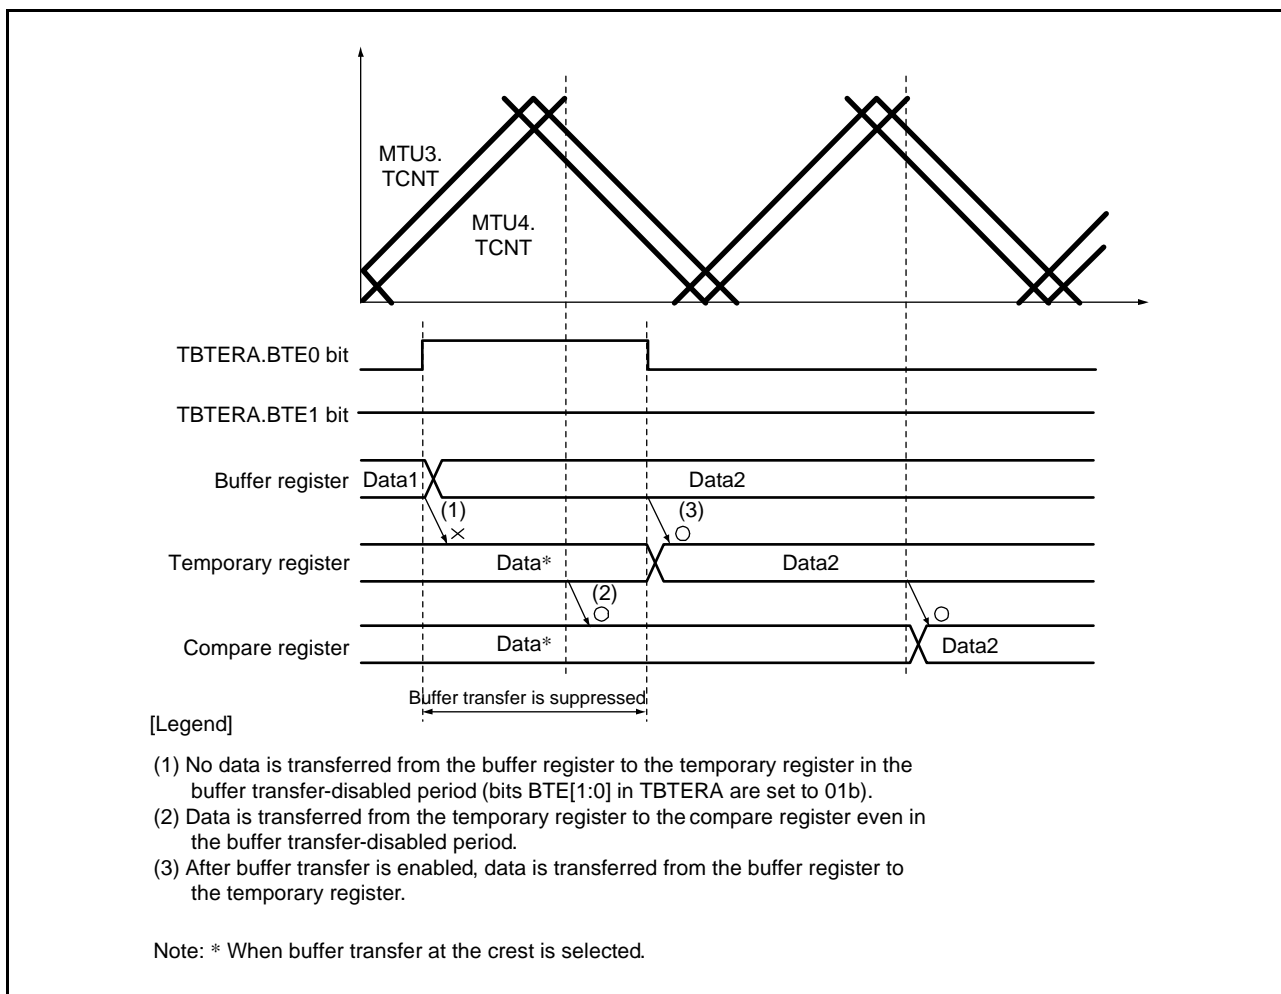 MTU3.
TCNT
MTU4.
TCNT
TBTERA.BTE0 bit
TBTERA.BTE1 bit
Buffer register
Data1
Data2
(1)
(3)
Temporary register
Data*
Data2
(2)
Compare register
Data*
Data2
Buffer transfer is suppressed
[Legend]
(1) No data is transferred from the buffer register to the temporary register in the
buffer transfer-disabled period (bits BTE[1:0] in TBTERA are set to 01b).
(2) Data is transferred from the temporary register to the compare register even in
the buffer transfer-disabled period.
(3) After buffer transfer is enabled, data is transferred from the buffer register to
the temporary register.
Note: * When buffer transfer at the crest is selected.